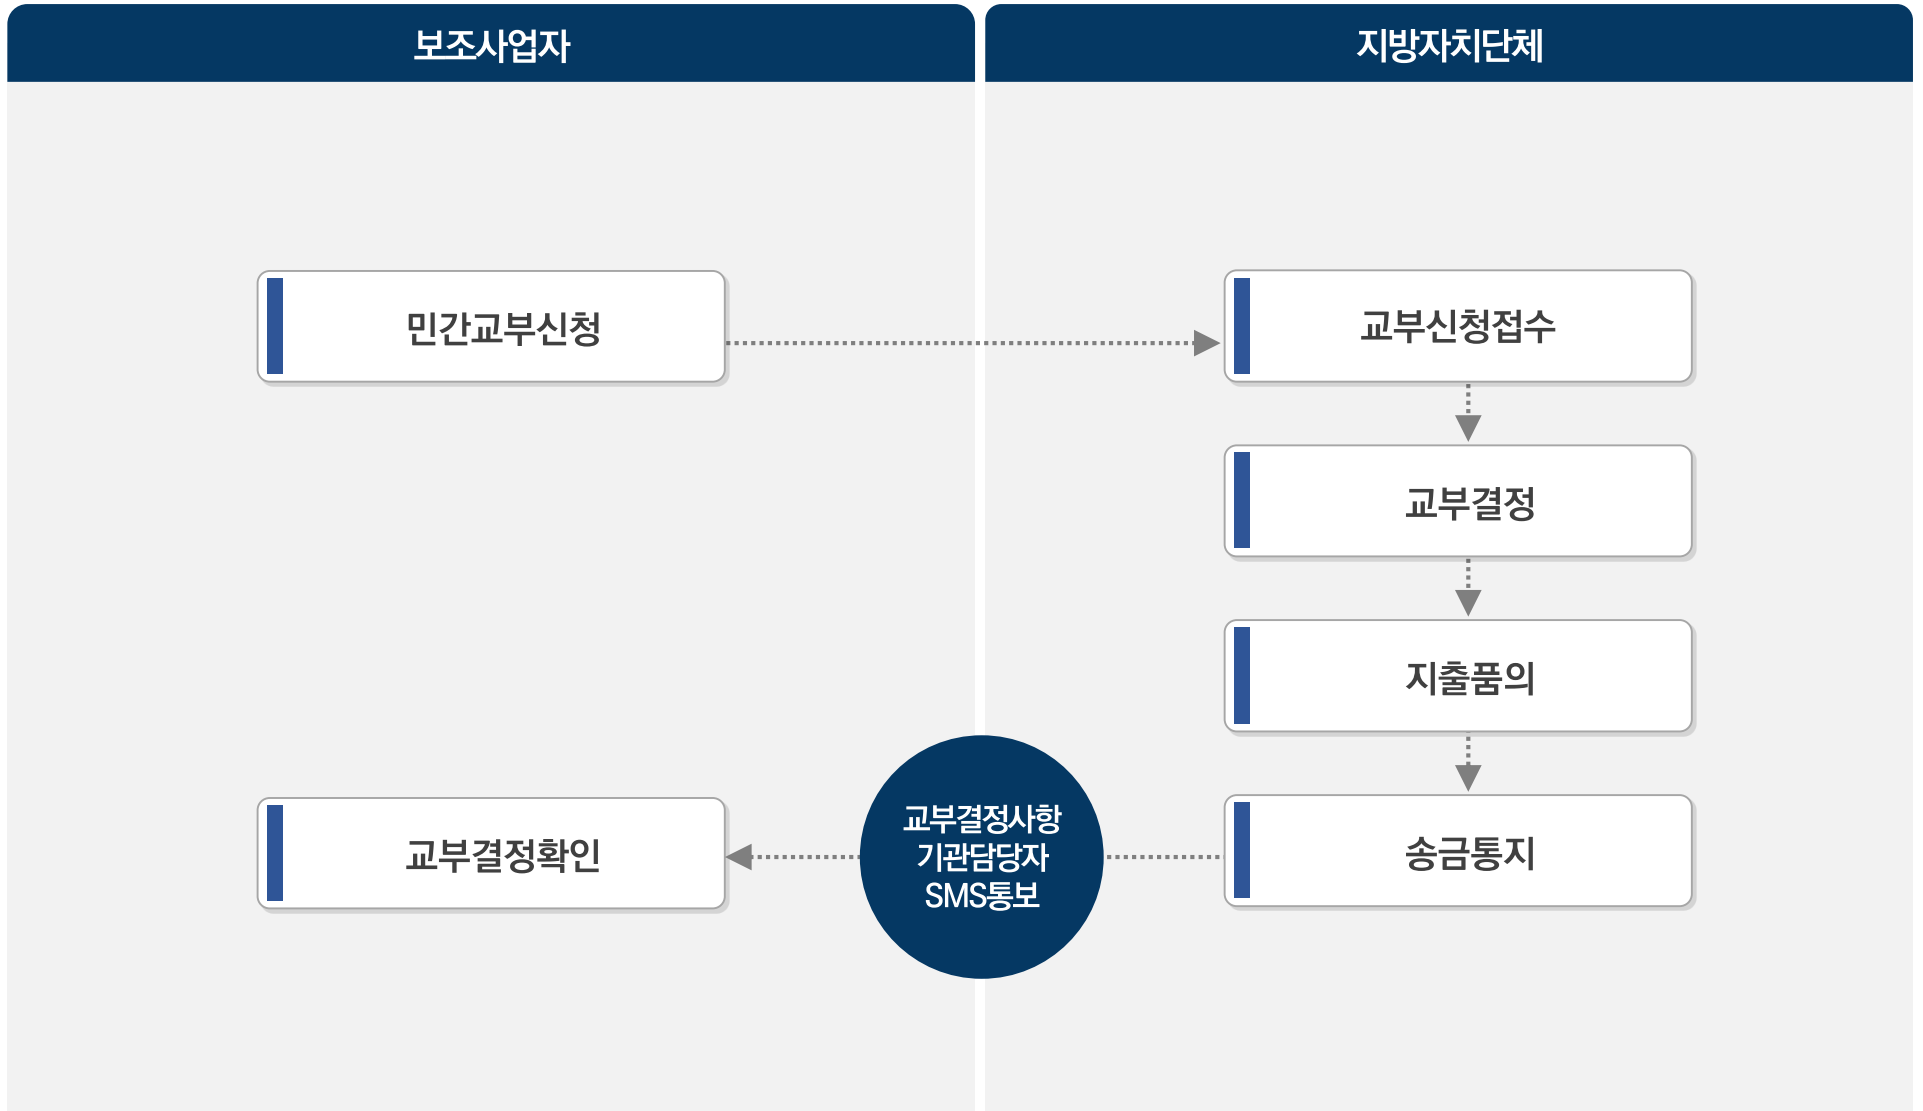 보조사업자
지방자치단체
민간교부신청
교부신청접수
교부결정
지출품의
송금통지
교부결정사항
기관담당자
SMS통보
교부결정확인